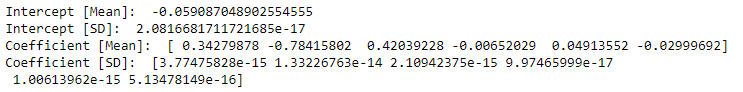 Intercept [Mean]:  -0.059087048902554555
Intercept [SD]:  2.0816681711721685e-17
Coefficient [Mean]:  [ 0.34279878 -0.78415802  0.42039228 -0.00652029  0.04913552 -0.02999692]
Coefficient [SD]:  [3.77475828e-15 1.33226763e-14 2.10942375e-15 9.97465999e-17
 1.00613962e-15 5.13478149e-16]